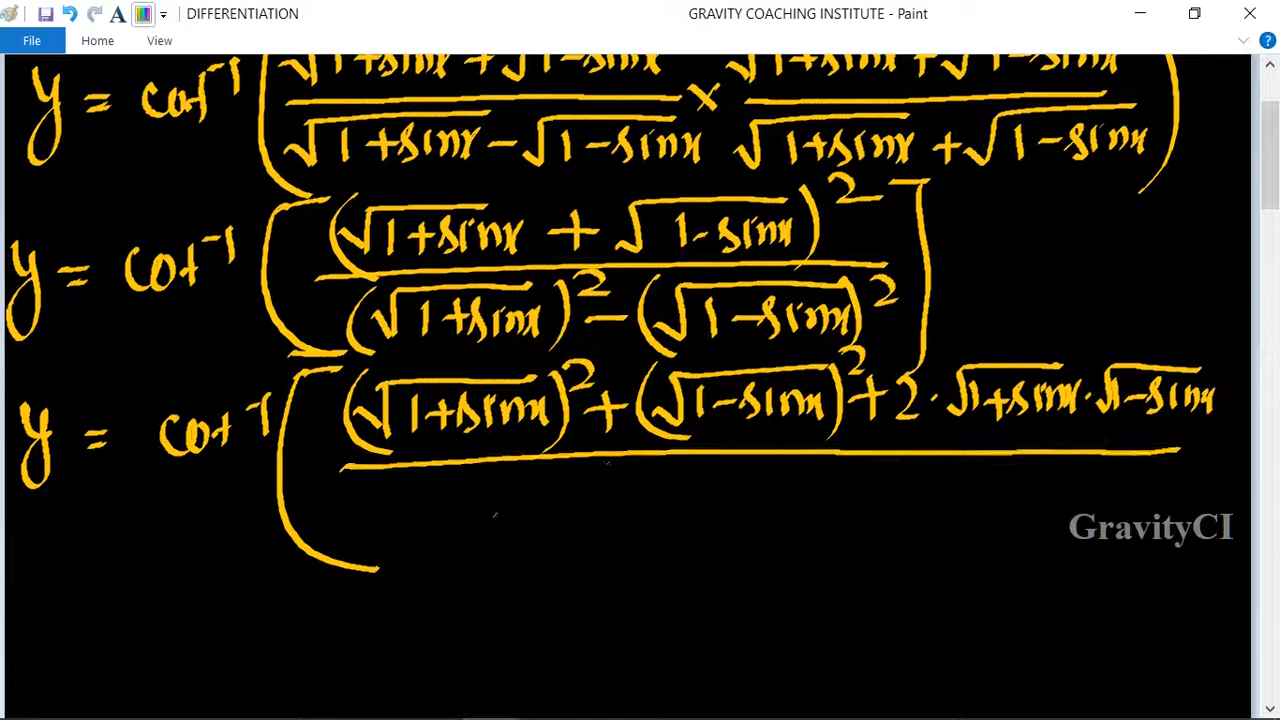 DIFFERENTIATION GRAVITY COACHING INSTITUTE - Paint
File Home View
y = cot⁻¹ ( (√1+sinx + √1-sinx)/(√1+sinx - √1-sinx) × (√1+sinx + √1-sinx)/(√1+sinx + √1-sinx) )
y = cot⁻¹ [ (√1+sinx + √1-sinx)² / (√1+sinx)² - (√1-sinx)² ]
y = cot⁻¹ ( (√1+sinx)² + (√1-sinx)² + 2·√1+sinx·√1-sinx
GravityCI